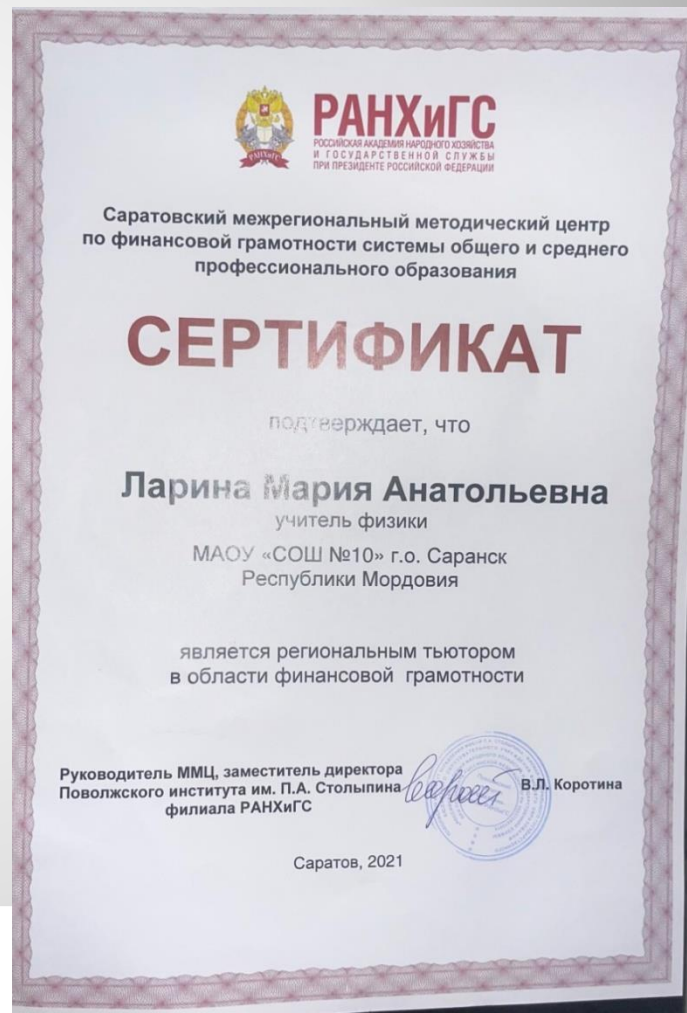 РАНХиГС
РОССИЙСКАЯ АКАДЕМИЯ НАРОДНОГО ХОЗЯЙСТВА
И ГОСУДАРСТВЕННОЙ СЛУЖБЫ
ПРИ ПРЕЗИДЕНТЕ РОССИЙСКОЙ ФЕДЕРАЦИИ
РАНХиГС
Саратовский межрегиональный методический центр
по финансовой грамотности системы общего и среднего
профессионального образования
СЕРТИФИКАТ
подтверждает, что
Ларина Мария Анатольевна
учитель физики
МАОУ «СОШ №10» г.о. Саранск
Республики Мордовия
является региональным тьютором
в области финансовой грамотности
Руководитель ММЦ, заместитель директора
Поволжского института им. П.А. Столыпина
филиала РАНХиГС
В.Л. Коротина
Саратов, 2021